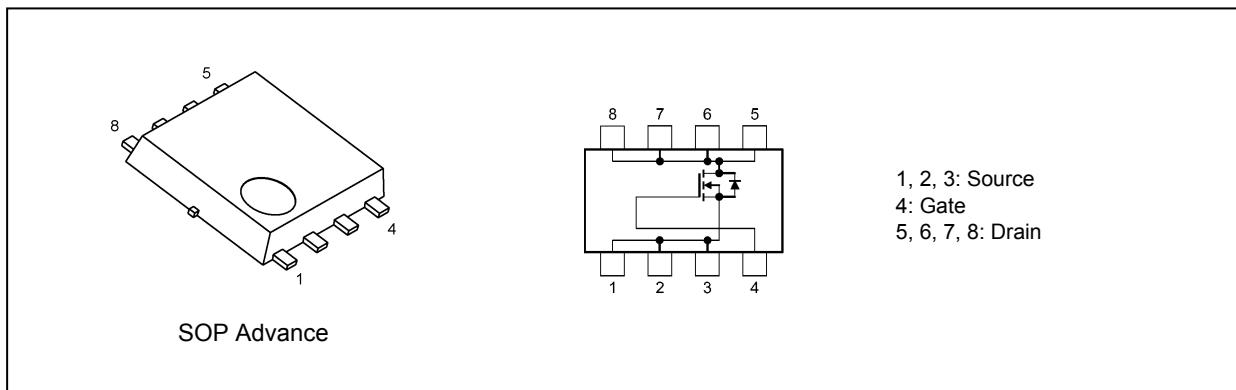 5
8
4
1
SOP Advance
8 7 6 5
1 2 3 4
1, 2, 3: Source
4: Gate
5, 6, 7, 8: Drain